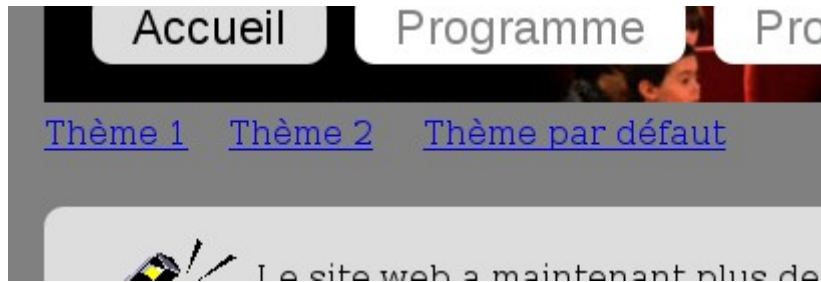 Accueil Programme
Thème 1 Thème 2 Thème par défaut
Le site web a maintenant plus de